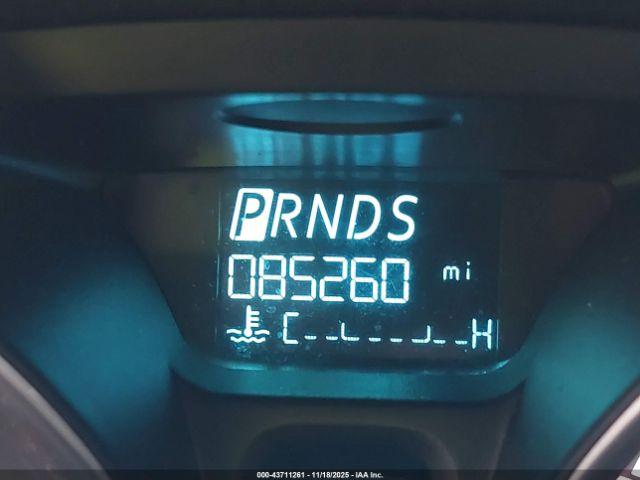 PRNDS
085260 mi
C H
000-43711261 - 11/18/2025 - IAA Inc.